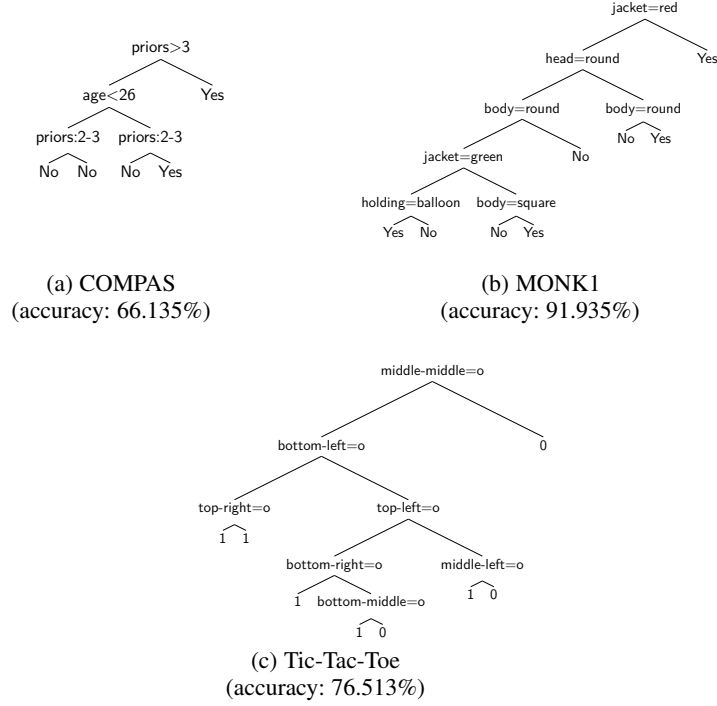 priors>3
age<26
Yes
priors:2-3 priors:2-3
No No No Yes
(a) COMPAS
(accuracy: 66.135%)
jacket=red
head=round
Yes
body=round
body=round
No Yes
jacket=green
No
holding=balloon body=square
Yes No No Yes
(b) MONK1
(accuracy: 91.935%)
middle-middle=o
bottom-left=o
0
top-right=o
top-left=o
1 1
bottom-right=o
middle-left=o
1 bottom-middle=o
1 0
1 0
(c) Tic-Tac-Toe
(accuracy: 76.513%)